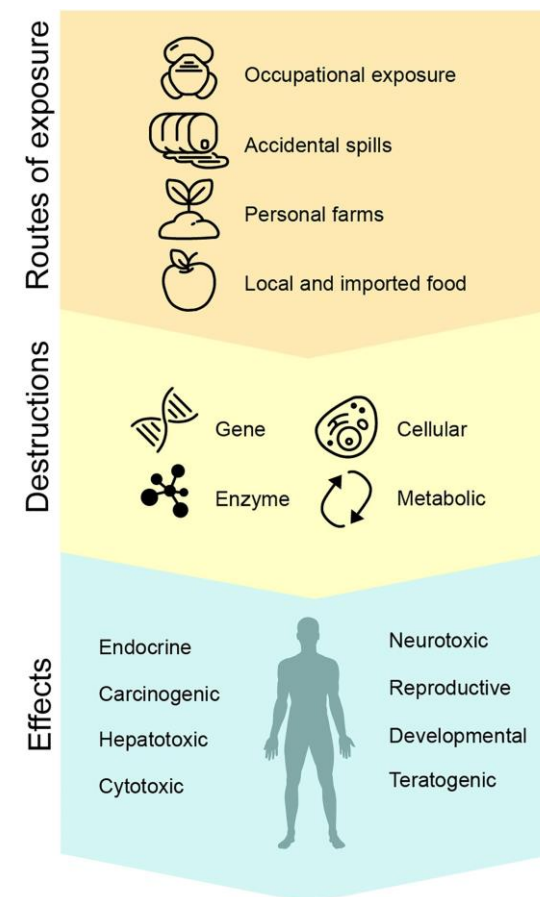 Routes of exposure
Occupational exposure
Accidental spills
Personal farms
Local and imported food
Destructions
Gene
Cellular
Enzyme
Metabolic
Effects
Endocrine
Carcinogenic
Hepatotoxic
Cytotoxic
Neurotoxic
Reproductive
Developmental
Teratogenic